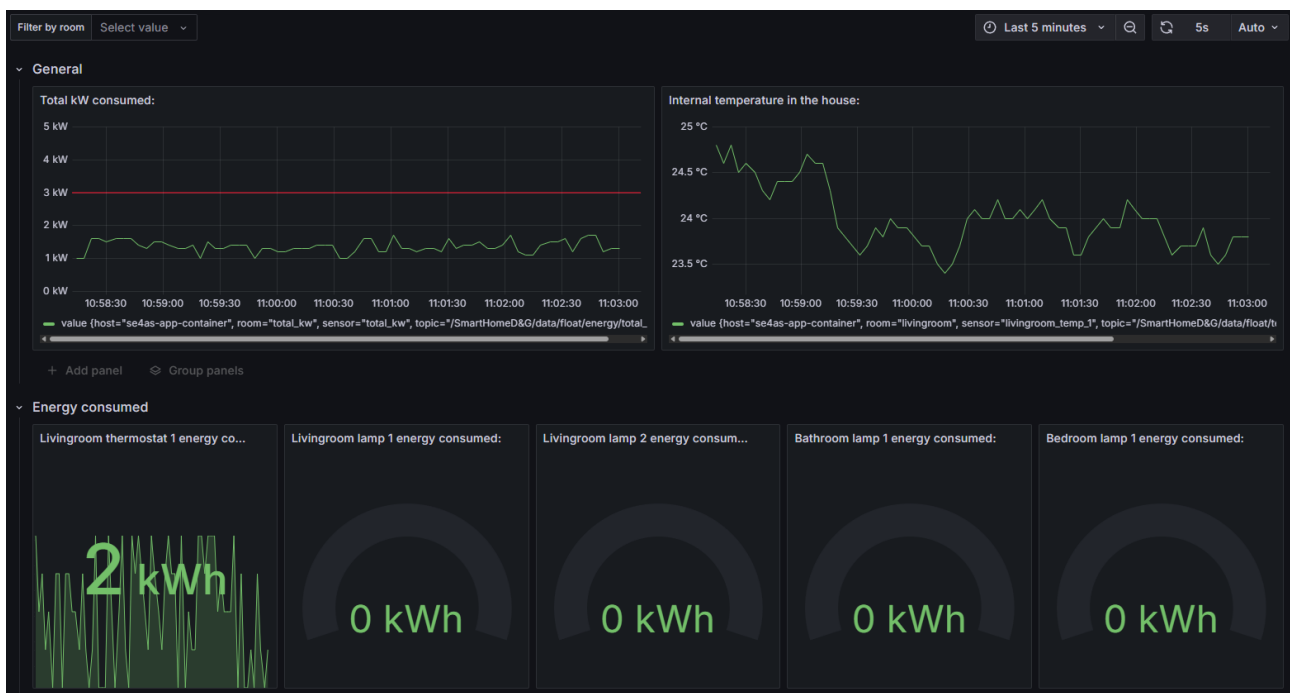 Filter by room Select value Last 5 minutes 5s Auto
General
Total kW consumed:
5 kW
4 kW
3 kW
2 kW
1 kW
0 kW
10:58:30 10:59:00 10:59:30 11:00:00 11:00:30 11:01:00 11:01:30 11:02:00 11:02:30 11:03:00
value {host="se4as-app-container", room="total_kw", sensor="total_kw", topic="/SmartHomeD&G/data/float/energy/total_
Internal temperature in the house:
25 °C
24.5 °C
24 °C
23.5 °C
10:58:30 10:59:00 10:59:30 11:00:00 11:00:30 11:01:00 11:01:30 11:02:00 11:02:30 11:03:00
value {host="se4as-app-container", room="livingroom", sensor="livingroom_temp_1", topic="/SmartHomeD&G/data/float/t
+ Add panel Group panels
Energy consumed
Livingroom thermostat 1 energy co...
2 kWh
Livingroom lamp 1 energy consumed:
0 kWh
Livingroom lamp 2 energy consum...
0 kWh
Bathroom lamp 1 energy consumed:
0 kWh
Bedroom lamp 1 energy consumed:
0 kWh